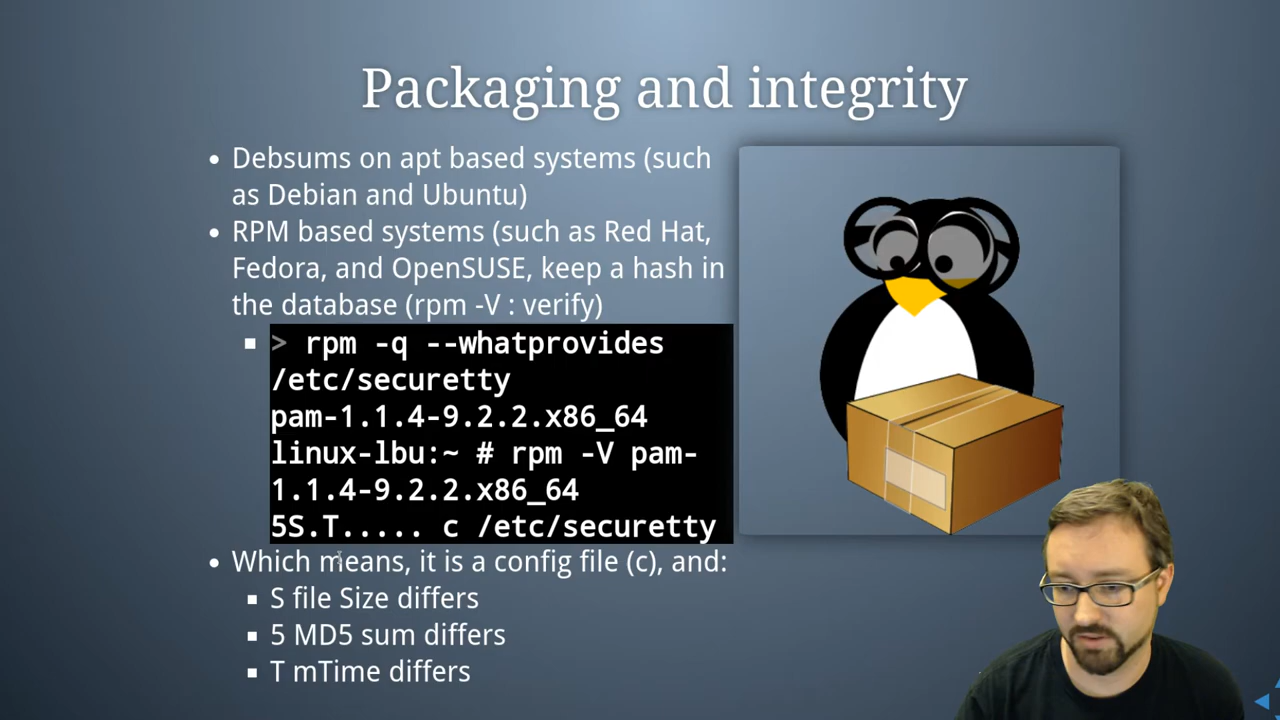 Packaging and integrity
Debsums on apt based systems (such
as Debian and Ubuntu)
RPM based systems (such as Red Hat,
Fedora, and OpenSUSE, keep a hash in
the database (rpm -V : verify)
> rpm -q --whatprovides
/etc/securetty
pam-1.1.4-9.2.2.x86_64
linux-lbu:~ # rpm -V pam-
1.1.4-9.2.2.x86_64
5S.T..... c /etc/securetty
Which means, it is a config file (c), and:
S file Size differs
5 MD5 sum differs
T mTime differs